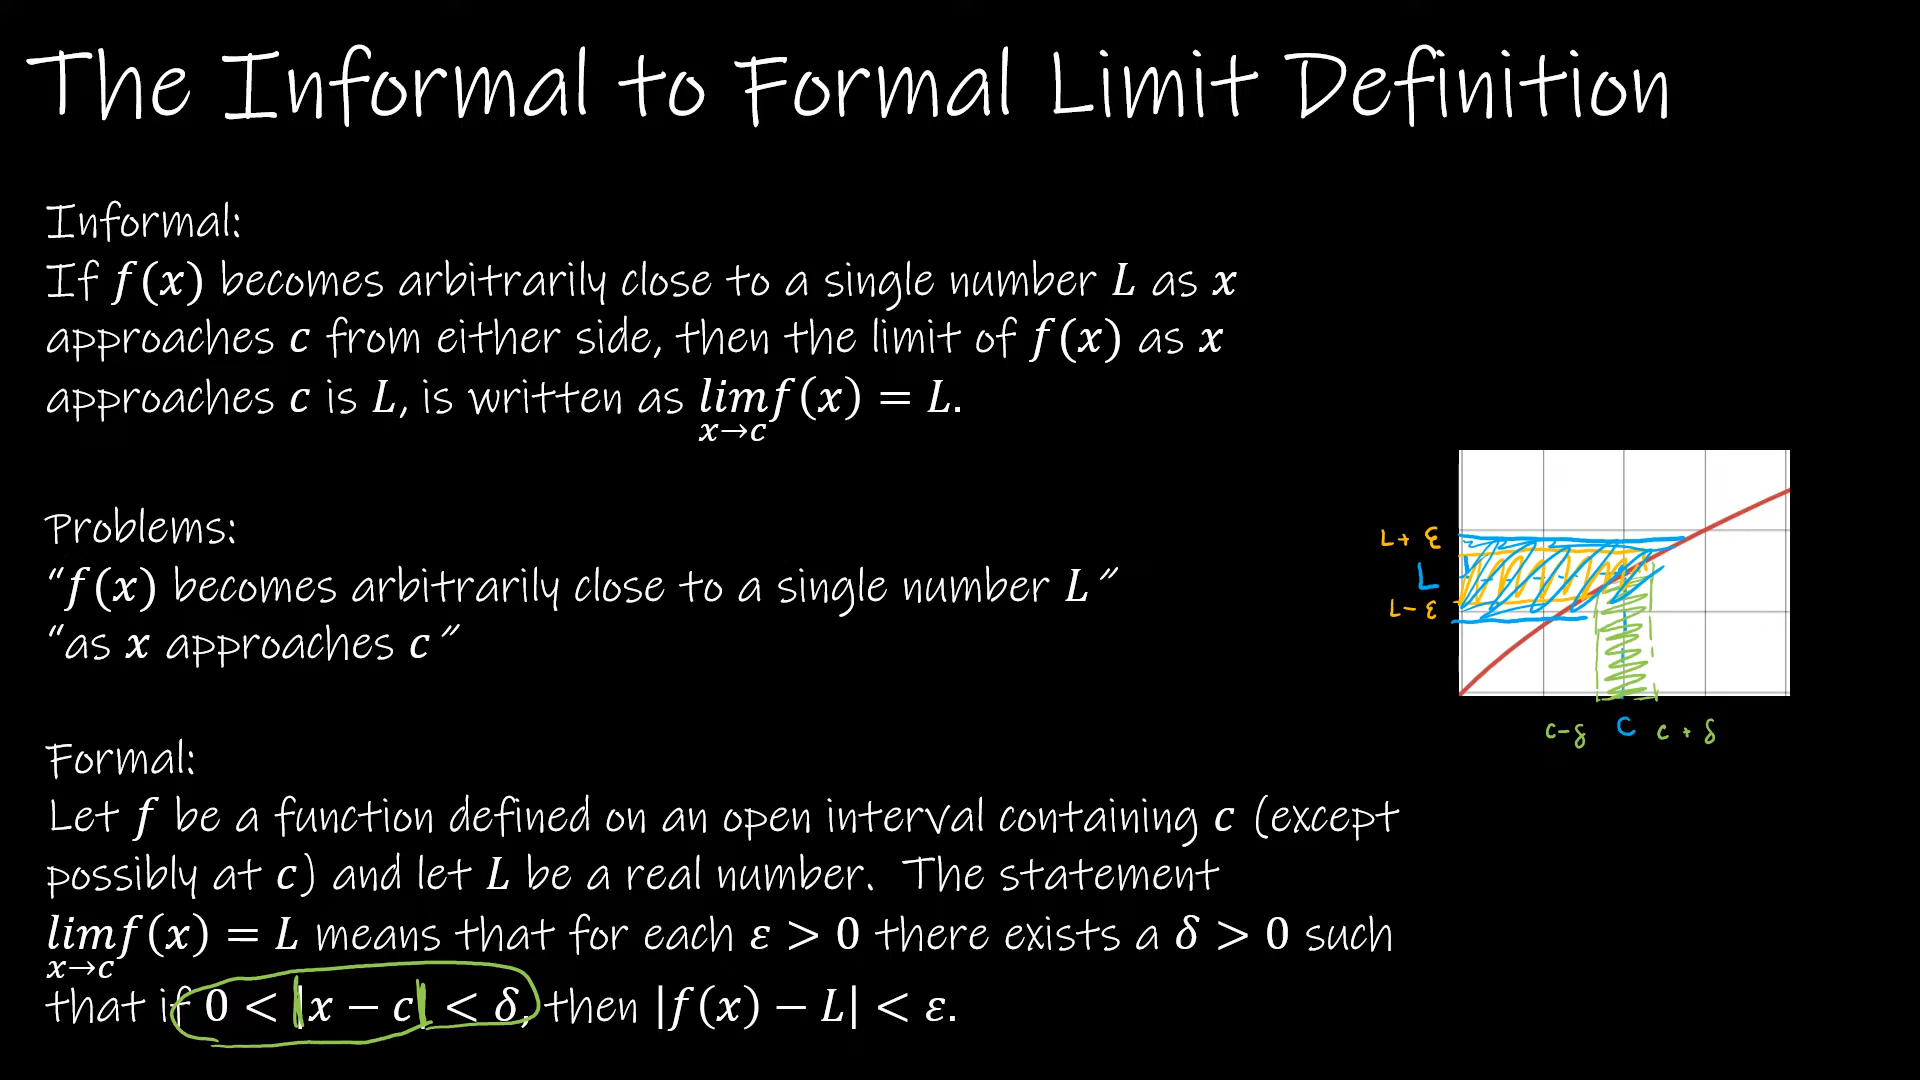 The Informal to Formal Limit Definition
Informal:
If f(x) becomes arbitrarily close to a single number L as x
approaches c from either side, then the limit of f(x) as x
approaches c is L, is written as lim f(x) = L.
x→c
Problems:
"f(x) becomes arbitrarily close to a single number L"
"as x approaches c"
L+ ε
L
L- ε
c-δ C c + δ
Formal:
Let f be a function defined on an open interval containing c (except
possibly at c) and let L be a real number. The statement
lim f(x) = L means that for each ε > 0 there exists a δ > 0 such
x→c
that if 0 < |x − c| < δ, then |f(x) − L| < ε.